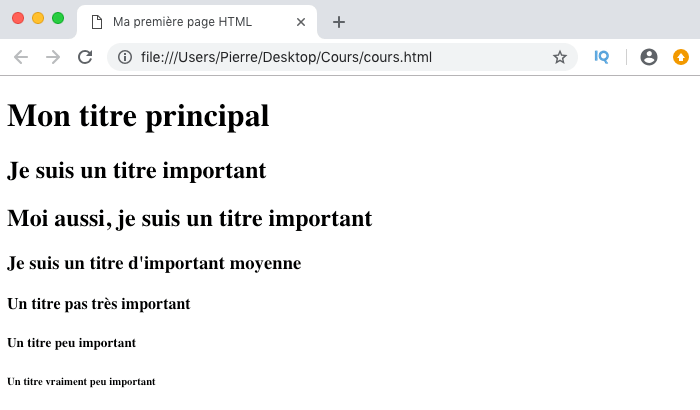 Ma première page HTML
file:///Users/Pierre/Desktop/Cours/cours.html
IQ
Mon titre principal
Je suis un titre important
Moi aussi, je suis un titre important
Je suis un titre d'important moyenne
Un titre pas très important
Un titre peu important
Un titre vraiment peu important